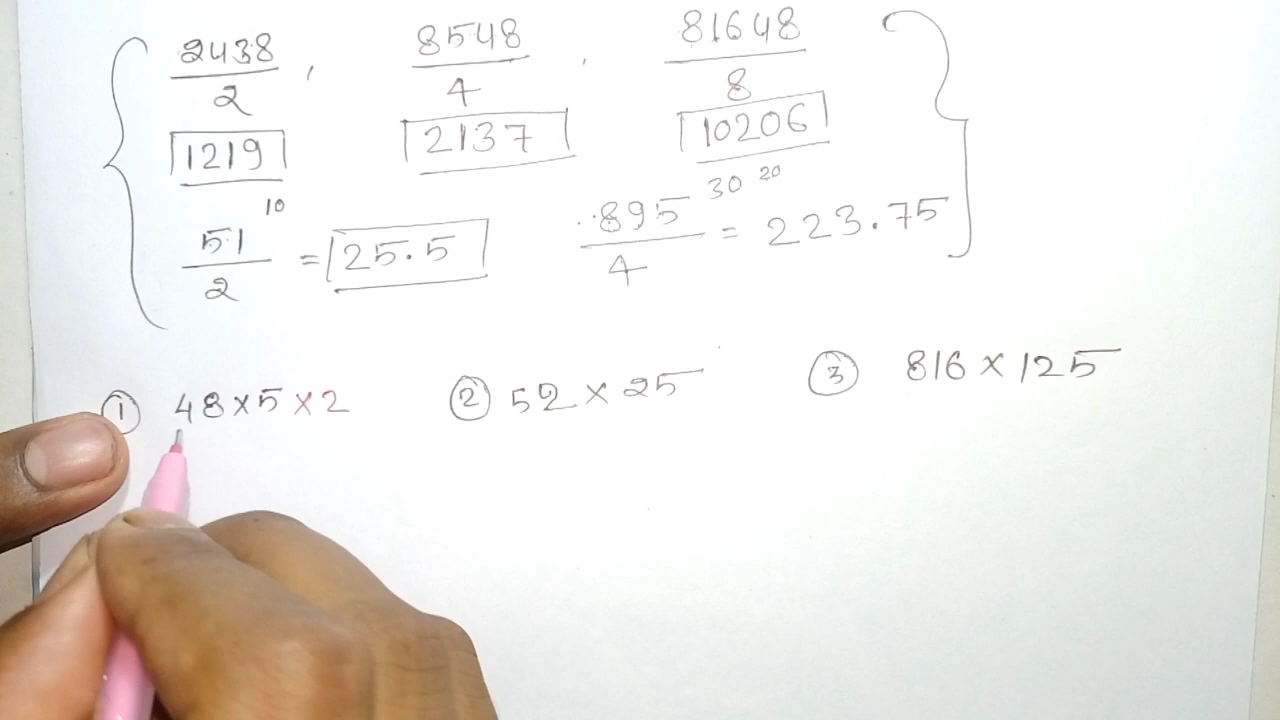 2438 , 8548 , 81648
2 4 8
1219 2137 10206
10 30 20
51 = 25.5 895 = 223.75
2 4
① 48×5×2 ② 52×25 ③ 816×125